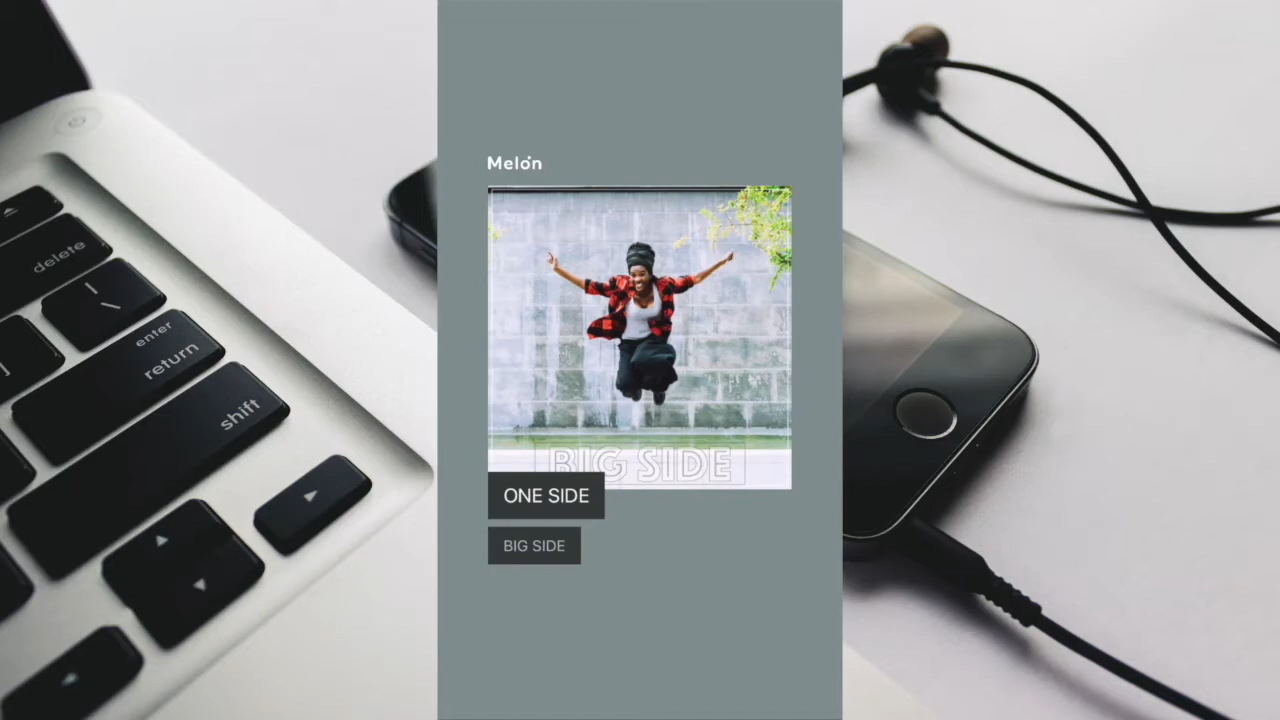 delete
enter
return
shift
Melon
BIG SIDE
ONE SIDE
BIG SIDE